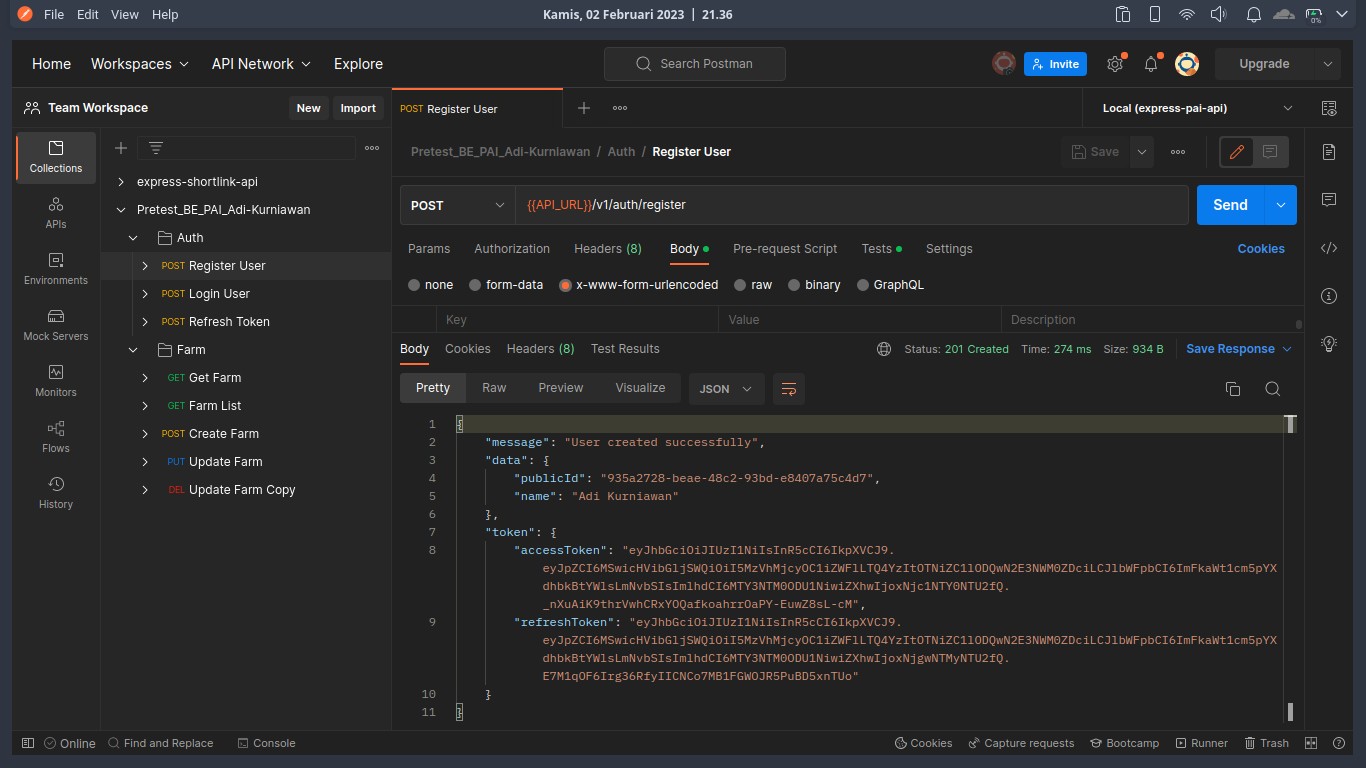 File Edit View Help Kamis, 02 Februari 2023 | 21.36 0%
Home Workspaces API Network Explore Search Postman Invite Upgrade
Team Workspace New Import POST Register User Local (express-pai-api)
Collections
APIs
Environments
Mock Servers
Monitors
Flows
History
express-shortlink-api
Pretest_BE_PAI_Adi-Kurniawan
Auth
POST Register User
POST Login User
POST Refresh Token
Farm
GET Get Farm
GET Farm List
POST Create Farm
PUT Update Farm
DEL Update Farm Copy
Pretest_BE_PAI_Adi-Kurniawan / Auth / Register User Save
POST {{API_URL}}/v1/auth/register Send
Params Authorization Headers (8) Body Pre-request Script Tests Settings Cookies
none form-data x-www-form-urlencoded raw binary GraphQL
Key Value Description
Body Cookies Headers (8) Test Results Status: 201 Created Time: 274 ms Size: 934 B Save Response
Pretty Raw Preview Visualize JSON
1 {
2 "message": "User created successfully",
3 "data": {
4 "publicId": "935a2728-beae-48c2-93bd-e8407a75c4d7",
5 "name": "Adi Kurniawan"
6 },
7 "token": {
8 "accessToken": "eyJhbGciOiJIUzI1NiIsInR5cCI6IkpXVCJ9.
eyJpZCI6MSwicHVibGljSWQiOiI5MzVhMjcyOC1iZWFlLTQ4YzItOTNiZC1lODQwN2E3NWM0ZDciLCJlbWFpbCI6ImFkaWt1cm5pYX
dhbkBtYWlsLmNvbSIsImlhdCI6MTY3NTM0ODU1NiwiZXhwIjoxNjc1NTY0NTU2fQ.
_nXuAiK9thrVwhCRxYOQafkoahrrOaPY-EuwZ8sL-cM",
9 "refreshToken": "eyJhbGciOiJIUzI1NiIsInR5cCI6IkpXVCJ9.
eyJpZCI6MSwicHVibGljSWQiOiI5MzVhMjcyOC1iZWFlLTQ4YzItOTNiZC1lODQwN2E3NWM0ZDciLCJlbWFpbCI6ImFkaWt1cm5pYX
dhbkBtYWlsLmNvbSIsImlhdCI6MTY3NTM0ODU1NiwiZXhwIjoxNjgwNTMyNTU2fQ.
E7M1qOF6Irg36RfyIICNCo7MB1FGWOJR5PuBD5xnTUo"
10 }
11 }
Online Find and Replace Console Cookies Capture requests Bootcamp Runner Trash